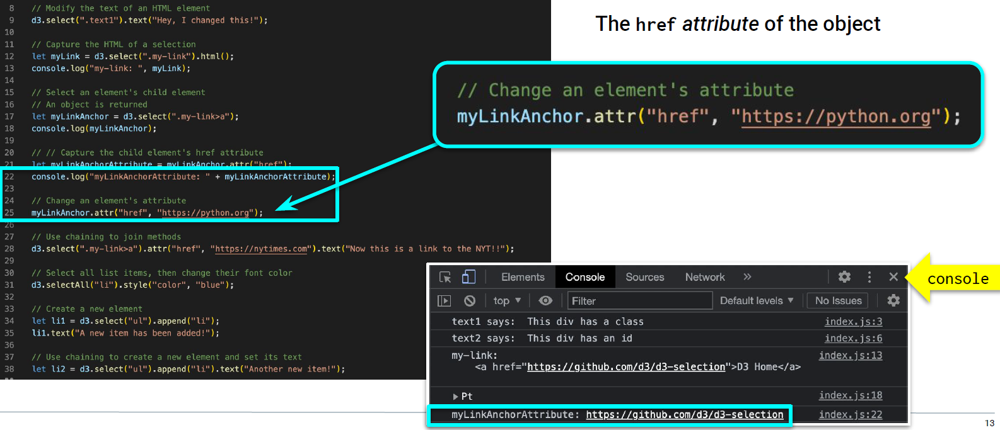 8 // Modify the text of an HTML element
9 d3.select(".text1").text("Hey, I changed this!");
10
11 // Capture the HTML of a selection
12 let myLink = d3.select(".my-link").html();
13 console.log("my-link: ", myLink);
14
15 // Select an element's child element
16 // An object is returned
17 let myLinkAnchor = d3.select(".my-link>a");
18 console.log(myLinkAnchor);
19
20 // // Capture the child element's href attribute
21 let myLinkAnchorAttribute = myLinkAnchor.attr("href");
22 console.log("myLinkAnchorAttribute: " + myLinkAnchorAttribute);
23
24 // Change an element's attribute
25 myLinkAnchor.attr("href", "https://python.org");
26
27 // Use chaining to join methods
28 d3.select(".my-link>a").attr("href", "https://nytimes.com").text("Now this is a link to the NYT!!");
29
30 // Select all list items, then change their font color
31 d3.selectAll("li").style("color", "blue");
32
33 // Create a new element
34 let li1 = d3.select("ul").append("li");
35 li1.text("A new item has been added!");
36
37 // Use chaining to create a new element and set its text
38 let li2 = d3.select("ul").append("li").text("Another new item!");
The href attribute of the object
// Change an element's attribute
myLinkAnchor.attr("href", "https://python.org");
console
Elements Console Sources Network »
top Filter Default levels No Issues
text1 says: This div has a class index.js:3
text2 says: This div has an id index.js:6
my-link: index.js:13
<a href="https://github.com/d3/d3-selection">D3 Home</a>
Pt index.js:18
myLinkAnchorAttribute: https://github.com/d3/d3-selection index.js:22
13